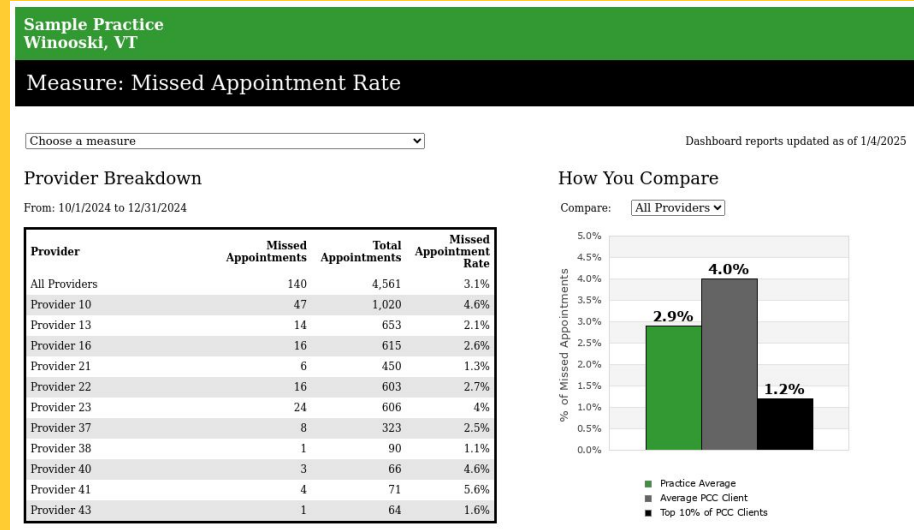 Sample Practice
Winooski, VT
Measure: Missed Appointment Rate
Choose a measure
Dashboard reports updated as of 1/4/2025
Provider Breakdown
From: 10/1/2024 to 12/31/2024
Provider Missed Appointments Total Appointments Missed Appointment Rate
All Providers 140 4,561 3.1%
Provider 10 47 1,020 4.6%
Provider 13 14 653 2.1%
Provider 16 16 615 2.6%
Provider 21 6 450 1.3%
Provider 22 16 603 2.7%
Provider 23 24 606 4%
Provider 37 8 323 2.5%
Provider 38 1 90 1.1%
Provider 40 3 66 4.6%
Provider 41 4 71 5.6%
Provider 43 1 64 1.6%
How You Compare
Compare: All Providers
% of Missed Appointments
5.0%
4.5%
4.0%
3.5%
3.0%
2.5%
2.0%
1.5%
1.0%
0.5%
0.0%
2.9%
4.0%
1.2%
Practice Average
Average PCC Client
Top 10% of PCC Clients